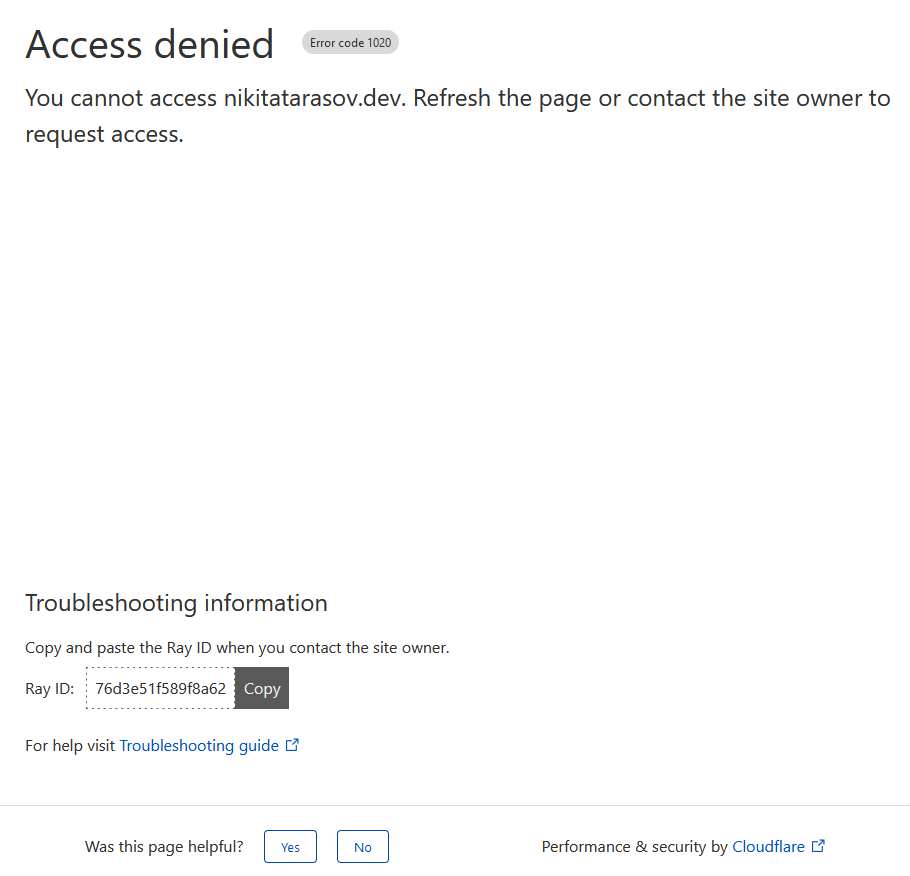 Access denied
Error code 1020
You cannot access nikitatarasov.dev. Refresh the page or contact the site owner to
request access.
Troubleshooting information
Copy and paste the Ray ID when you contact the site owner.
Ray ID: 76d3e51f589f8a62 Copy
For help visit Troubleshooting guide
Was this page helpful? Yes No
Performance & security by Cloudflare